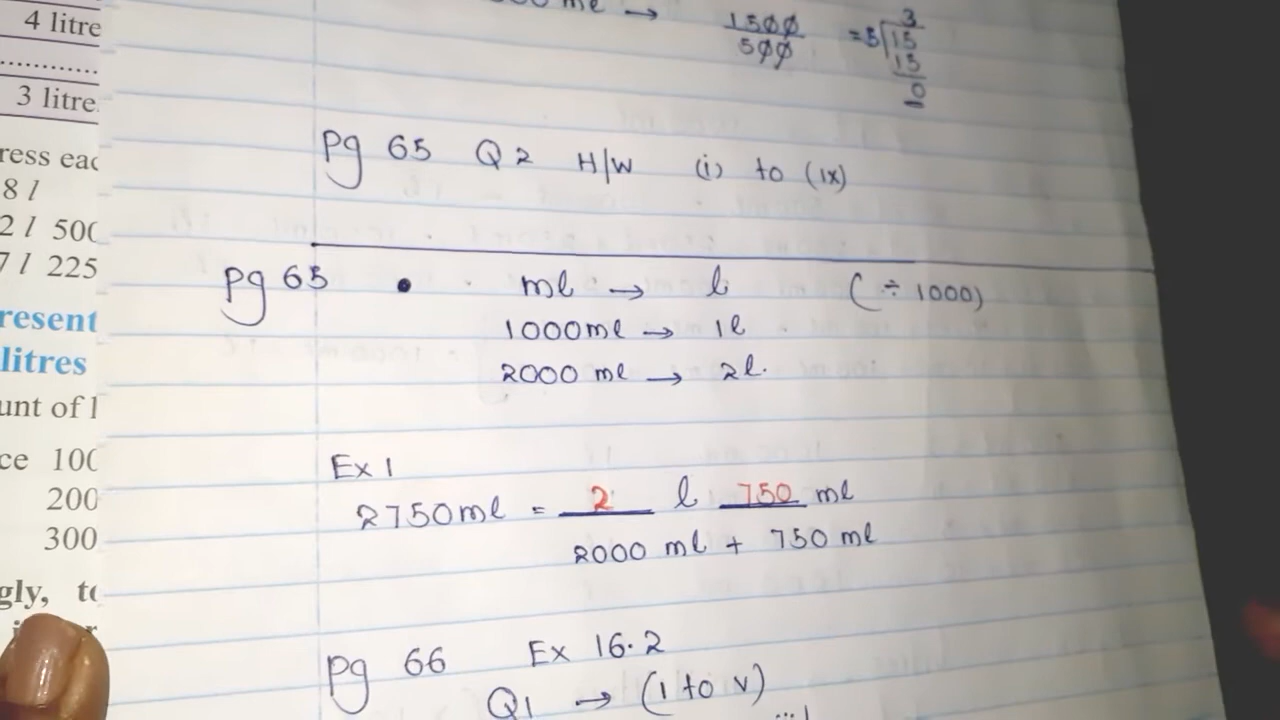 4 litre
3 litre
ress eac
8 l
2 l 500
7 l 225
resent
litres
unt of l
ce 100
200
300
gly, to
ml →
1500
500
= 5 15 3
15
0
Pg 65 Q2 H/W (i) to (ix)
Pg 65 • ml → l (÷ 1000)
1000ml → 1l
2000 ml → 2l.
Ex 1
2750ml = 2 l 750 ml
2000 ml + 750 ml
Pg 66 Ex 16.2
Q1 → (i to v)